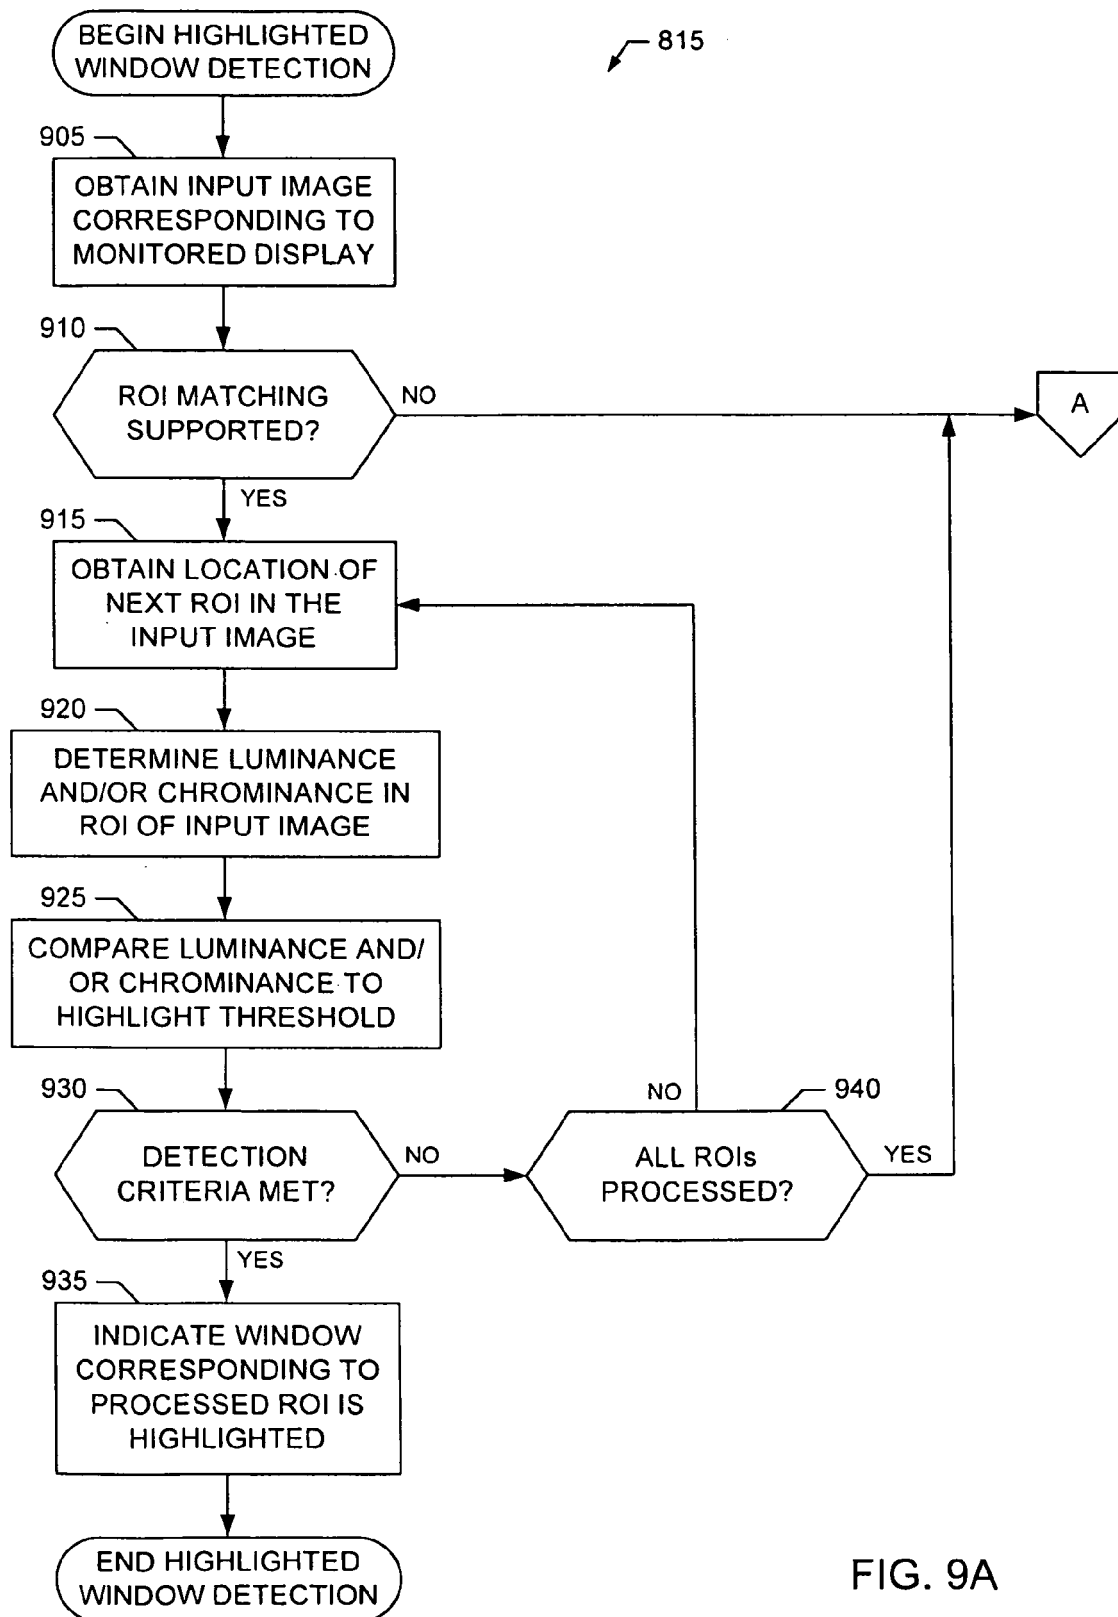 BEGIN HIGHLIGHTED
WINDOW DETECTION
815
905
OBTAIN INPUT IMAGE
CORRESPONDING TO
MONITORED DISPLAY
910
ROI MATCHING
SUPPORTED?
NO
A
YES
915
OBTAIN LOCATION OF
NEXT ROI IN THE
INPUT IMAGE
920
DETERMINE LUMINANCE
AND/OR CHROMINANCE IN
ROI OF INPUT IMAGE
925
COMPARE LUMINANCE AND/
OR CHROMINANCE TO
HIGHLIGHT THRESHOLD
930
DETECTION
CRITERIA MET?
NO
NO
940
ALL ROIs
PROCESSED?
YES
YES
935
INDICATE WINDOW
CORRESPONDING TO
PROCESSED ROI IS
HIGHLIGHTED
END HIGHLIGHTED
WINDOW DETECTION
FIG. 9A